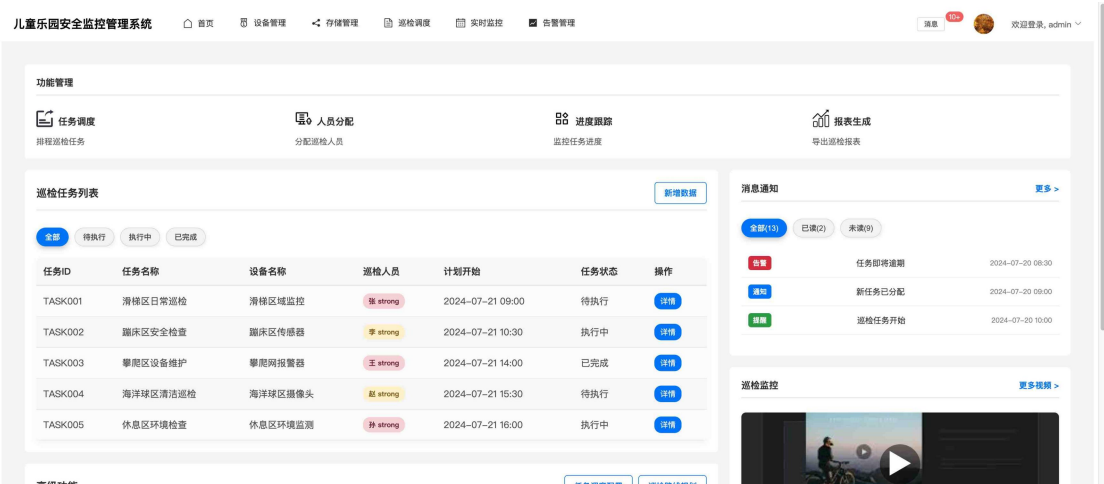 儿童乐园安全监控管理系统 首页 设备管理 存储管理 巡检调度 实时监控 告警管理 消息 10+ 欢迎登录, admin
功能管理
任务调度 人员分配 进度跟踪 报表生成
排程巡检任务 分配巡检人员 监控任务进度 导出巡检报表
巡检任务列表 新增数据
全部 待执行 执行中 已完成
任务ID 任务名称 设备名称 巡检人员 计划开始 任务状态 操作
TASK001 滑梯区日常巡检 滑梯区域监控 张 strong 2024-07-21 09:00 待执行 详情
TASK002 蹦床区安全检查 蹦床区传感器 李 strong 2024-07-21 10:30 执行中 详情
TASK003 攀爬区设备维护 攀爬网报警器 王 strong 2024-07-21 14:00 已完成 详情
TASK004 海洋球区清洁巡检 海洋球区摄像头 赵 strong 2024-07-21 15:30 待执行 详情
TASK005 休息区环境检查 休息区环境监测 孙 strong 2024-07-21 16:00 执行中 详情
消息通知 更多 >
全部(13) 已读(2) 未读(9)
告警 任务即将逾期 2024-07-20 08:30
通知 新任务已分配 2024-07-20 09:00
提醒 巡检任务开始 2024-07-20 10:00
巡检监控 更多视频 >